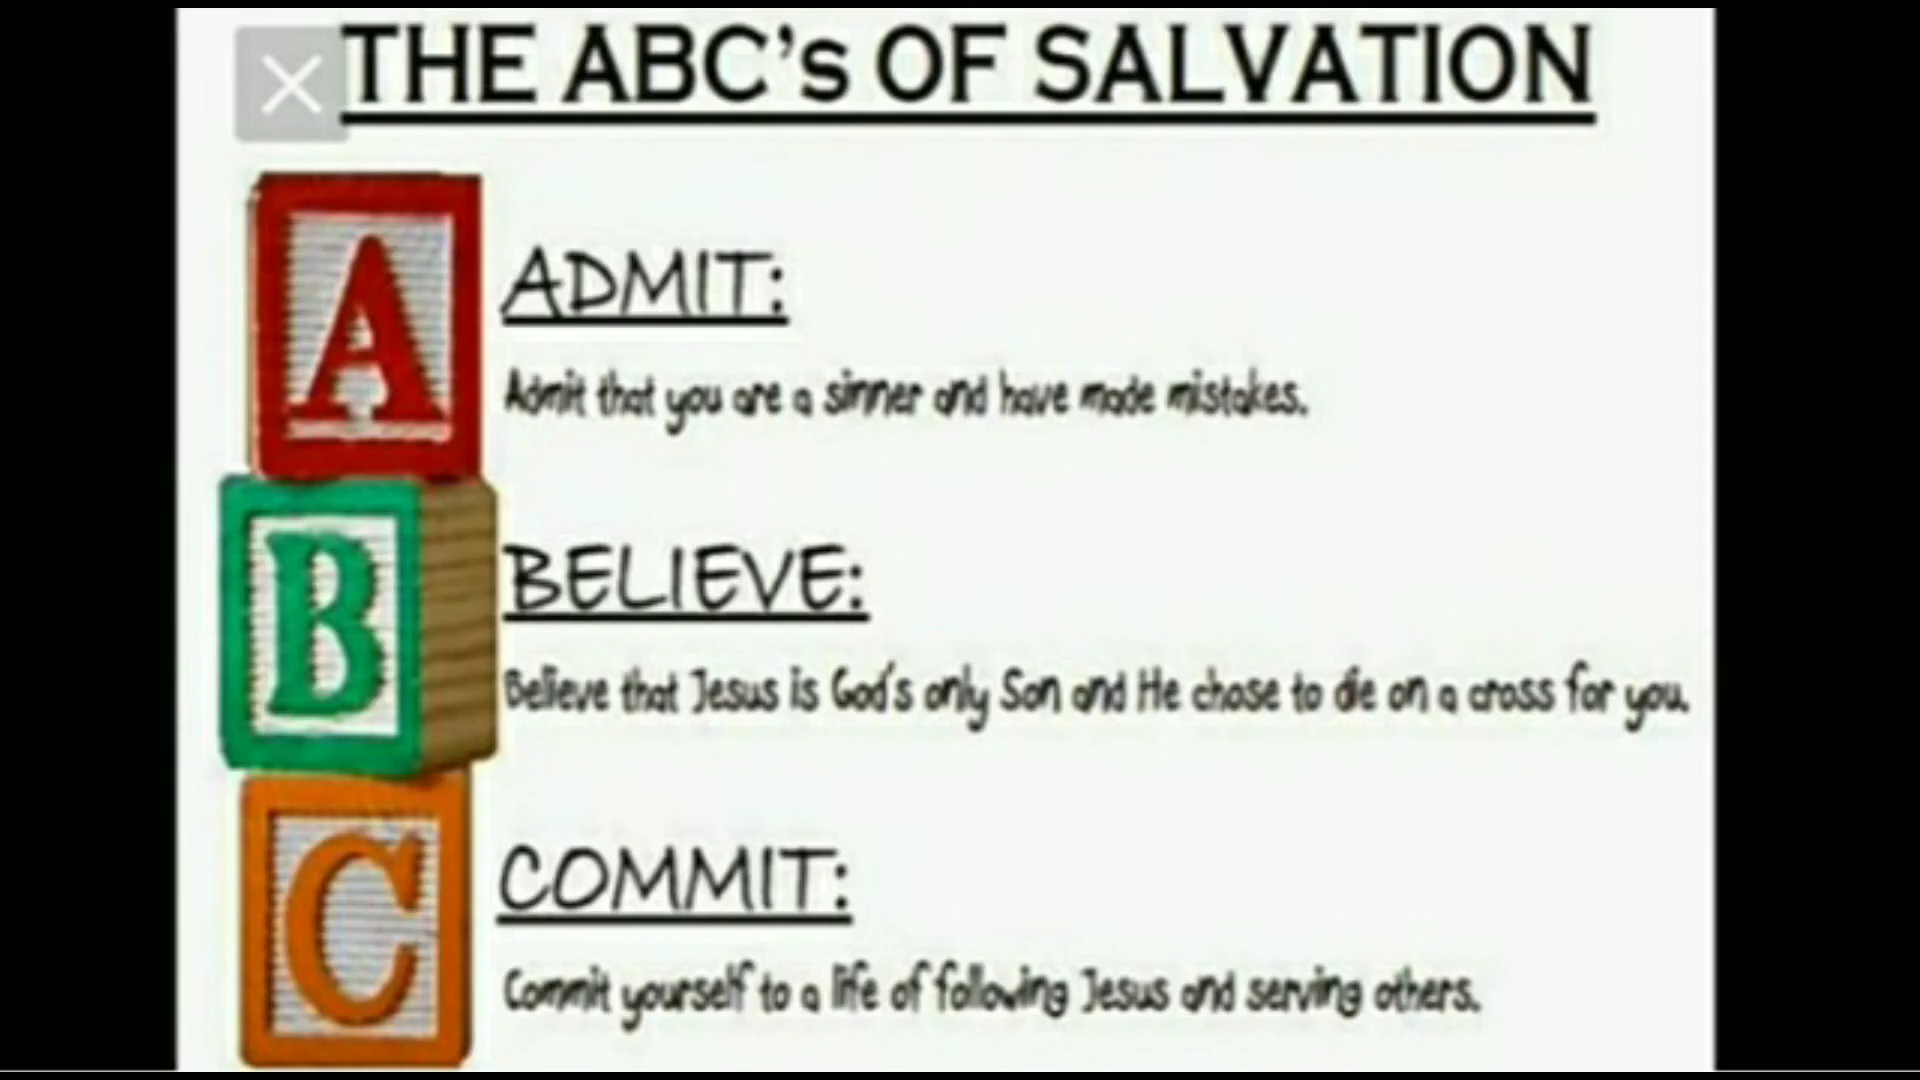 THE ABC's OF SALVATION
A
ADMIT:
Admit that you are a sinner and have made mistakes.
B
BELIEVE:
Believe that Jesus is God's only Son and He chose to die on a cross for you.
C
COMMIT:
Commit yourself to a life of following Jesus and serving others.